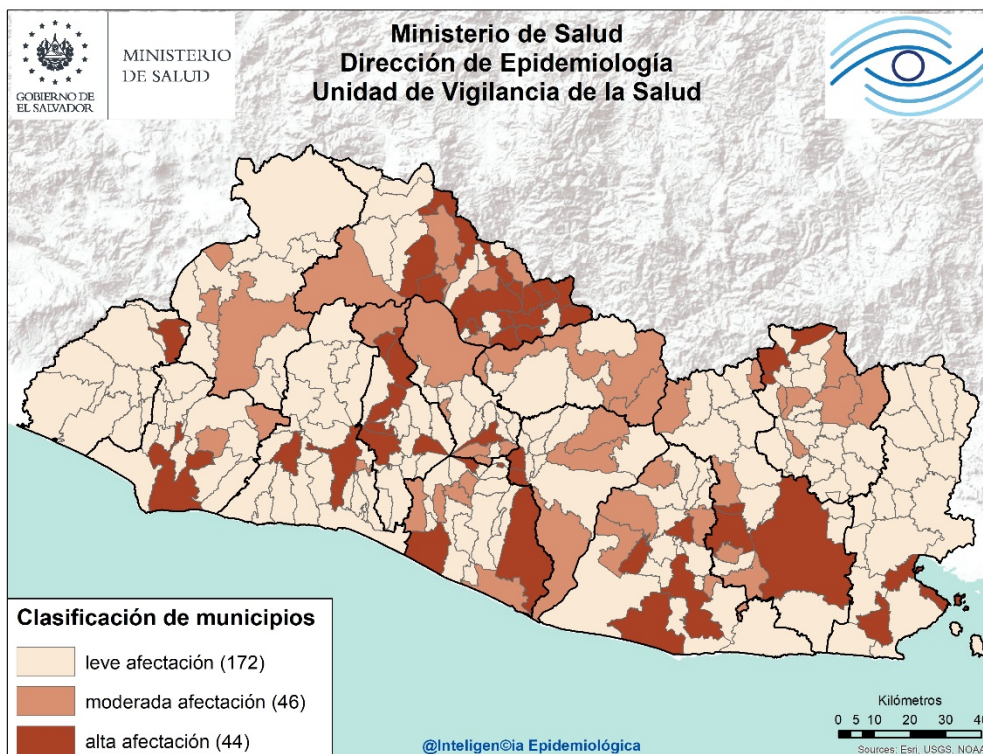 GOBIERNO DE
EL SALVADOR
MINISTERIO
DE SALUD
Ministerio de Salud
Dirección de Epidemiología
Unidad de Vigilancia de la Salud
Clasificación de municipios
leve afectación (172)
moderada afectación (46)
alta afectación (44)
@Inteligen©ia Epidemiológica
Kilómetros
0 5 10 20 30 40
Sources: Esri, USGS, NOAA